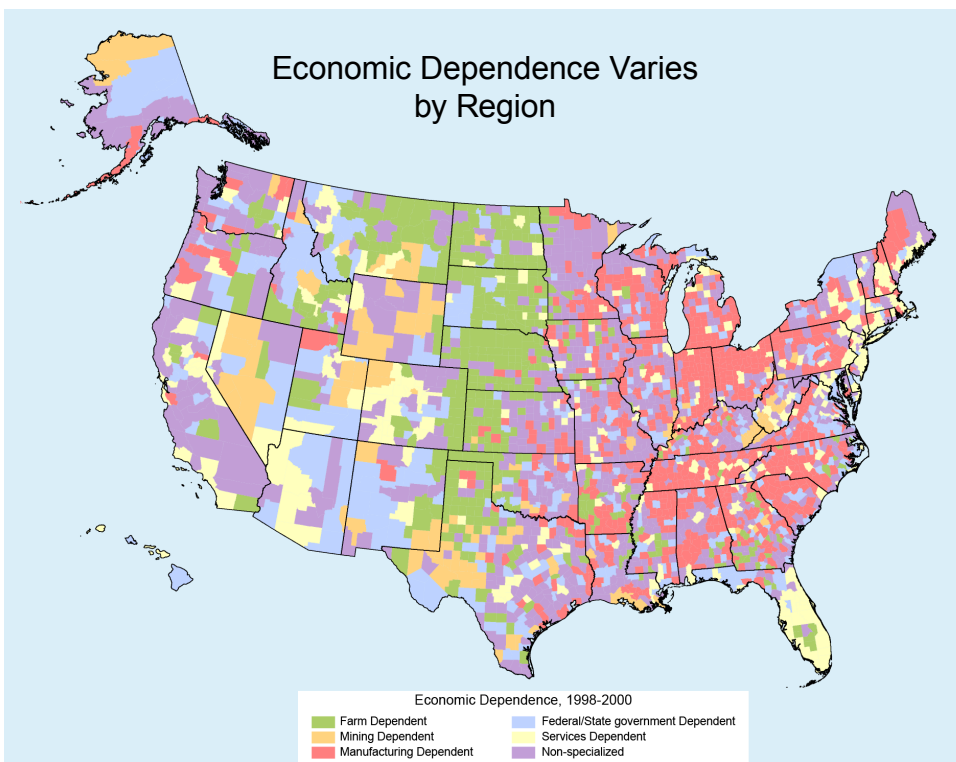 Economic Dependence Varies
by Region
Economic Dependence, 1998-2000
Farm Dependent
Mining Dependent
Manufacturing Dependent
Federal/State government Dependent
Services Dependent
Non-specialized